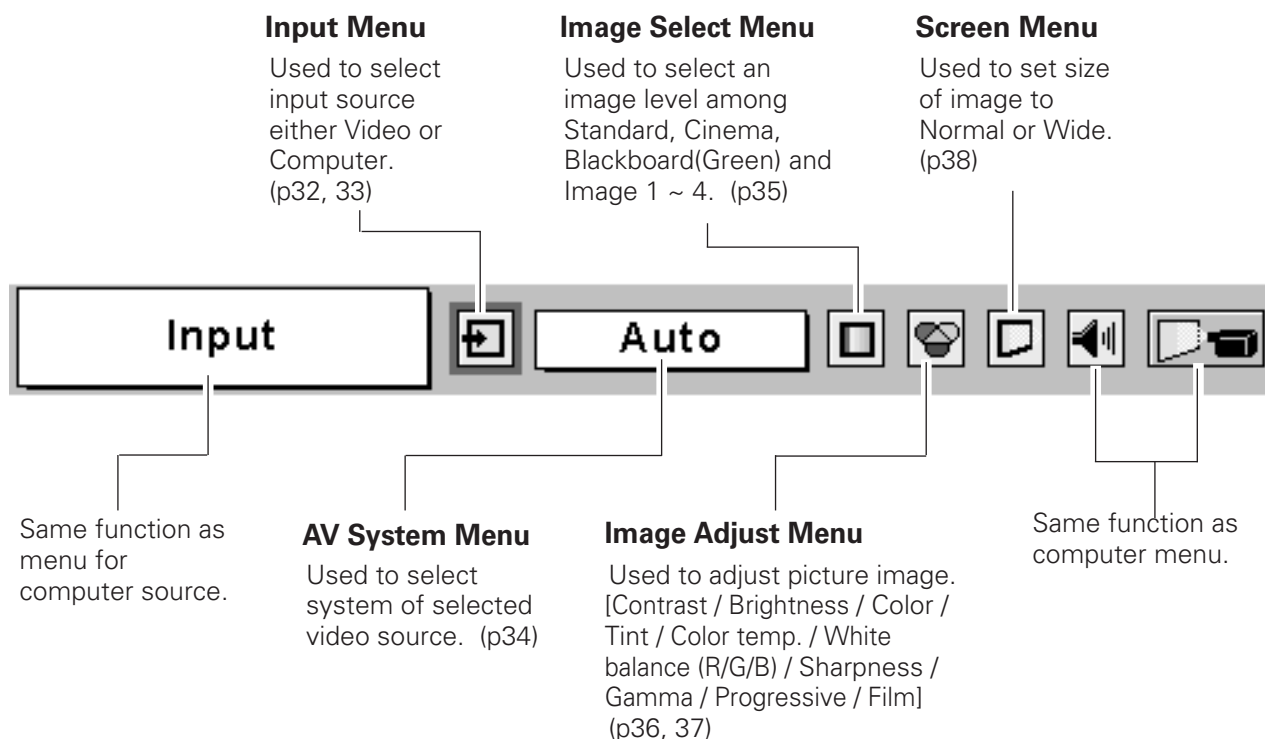 Input Menu
Used to select
input source
either Video or
Computer.
(p32, 33)
Image Select Menu
Used to select an
image level among
Standard, Cinema,
Blackboard(Green) and
Image 1 ~ 4.  (p35)
Screen Menu
Used to set size
of image to
Normal or Wide.
(p38)
Input
Auto
Same function as
menu for
computer source.
AV System Menu
Used to select
system of selected
video source.  (p34)
Image Adjust Menu
Used to adjust picture image.
[Contrast / Brightness / Color /
Tint / Color temp. / White
balance (R/G/B) / Sharpness /
Gamma / Progressive / Film]
(p36, 37)
Same function as
computer menu.